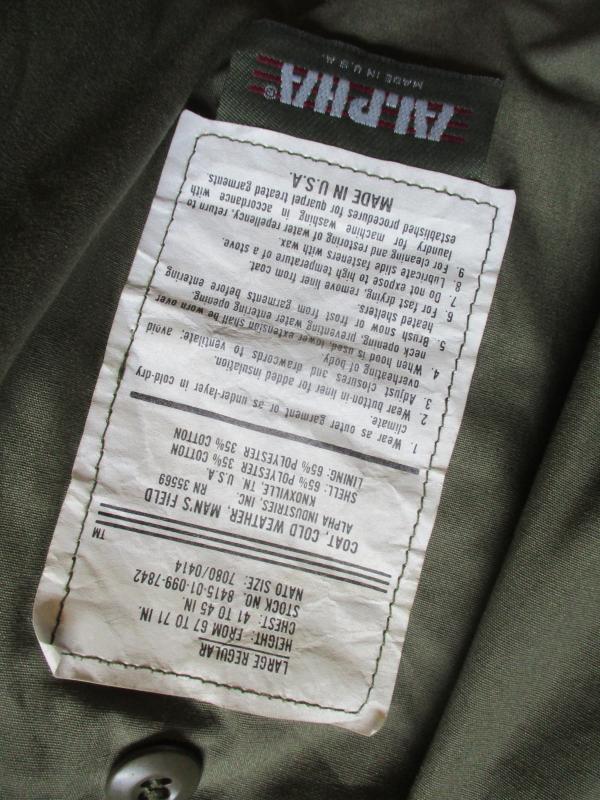 LARGE REGULAR
HEIGHT: FROM 67 TO 71 IN.
CHEST: 41 TO 45 IN.
STOCK NO. 8415-01-099-7842
NATO SIZE: 7080/0414
TM
COAT, COLD WEATHER, MAN'S FIELD
ALPHA INDUSTRIES, INC. RN 35569
KNOXVILLE, TN U.S.A.
SHELL: 65% POLYESTER 35% COTTON
LINING: 65% POLYESTER 35% COTTON
1. Wear as outer garment or as under-layer in cold-dry
climate.
2. Wear button-in liner for added insulation.
3. Adjust closures and drawcords to ventilate; avoid
overheating of body.
4. When hood is used, lower extension shall be worn over
neck opening, preventing water entering opening.
5. Brush snow or frost from garments before entering
heated shelters.
6. For fast drying, remove liner from coat.
7. Do not expose to high temperature of a stove.
8. Lubricate slide fasteners with wax.
9. For cleaning and restoring of water repellency, return to
laundry for machine washing in accordance with
established procedures for quarpel treated garments.
MADE IN U.S.A.
ALPHA®
MADE IN U.S.A.